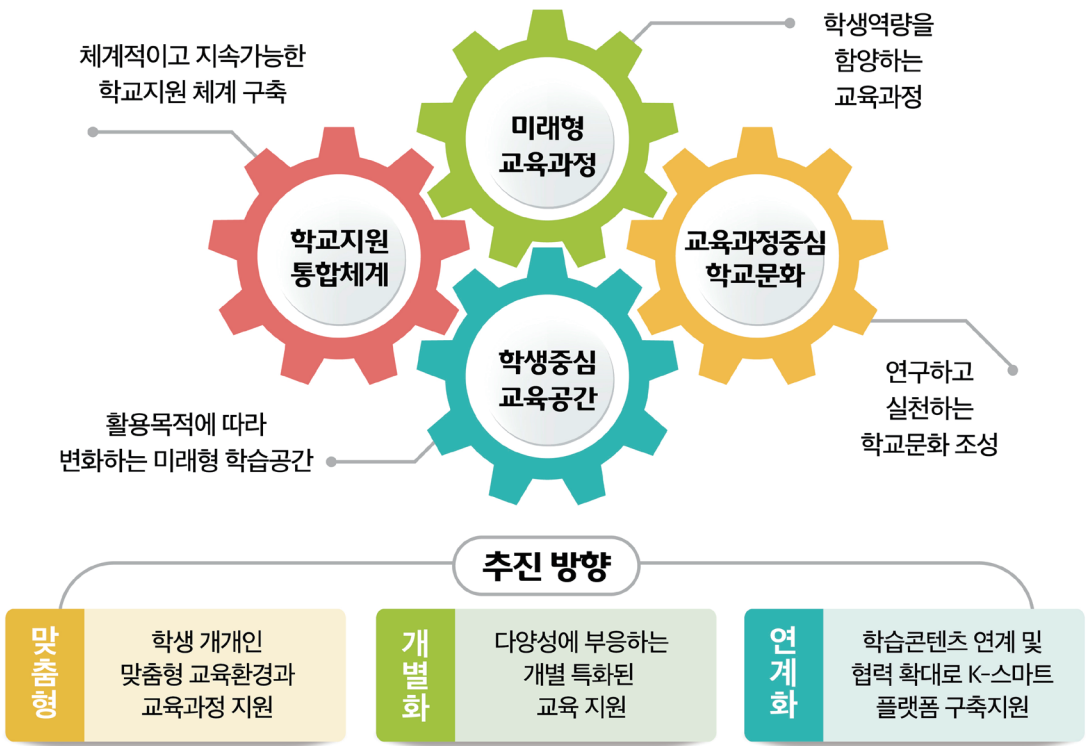 체계적이고 지속가능한
학교지원 체계 구축
학생역량을
함양하는
교육과정
미래형
교육과정
학교지원
통합체계
교육과정중심
학교문화
학생중심
교육공간
연구하고
실천하는
학교문화 조성
활용목적에 따라
변화하는 미래형 학습공간
추진 방향
맞춤형
학생 개개인
맞춤형 교육환경과
교육과정 지원
개별화
다양성에 부응하는
개별 특화된
교육 지원
연계화
학습콘텐츠 연계 및
협력 확대로 K-스마트
플랫폼 구축지원